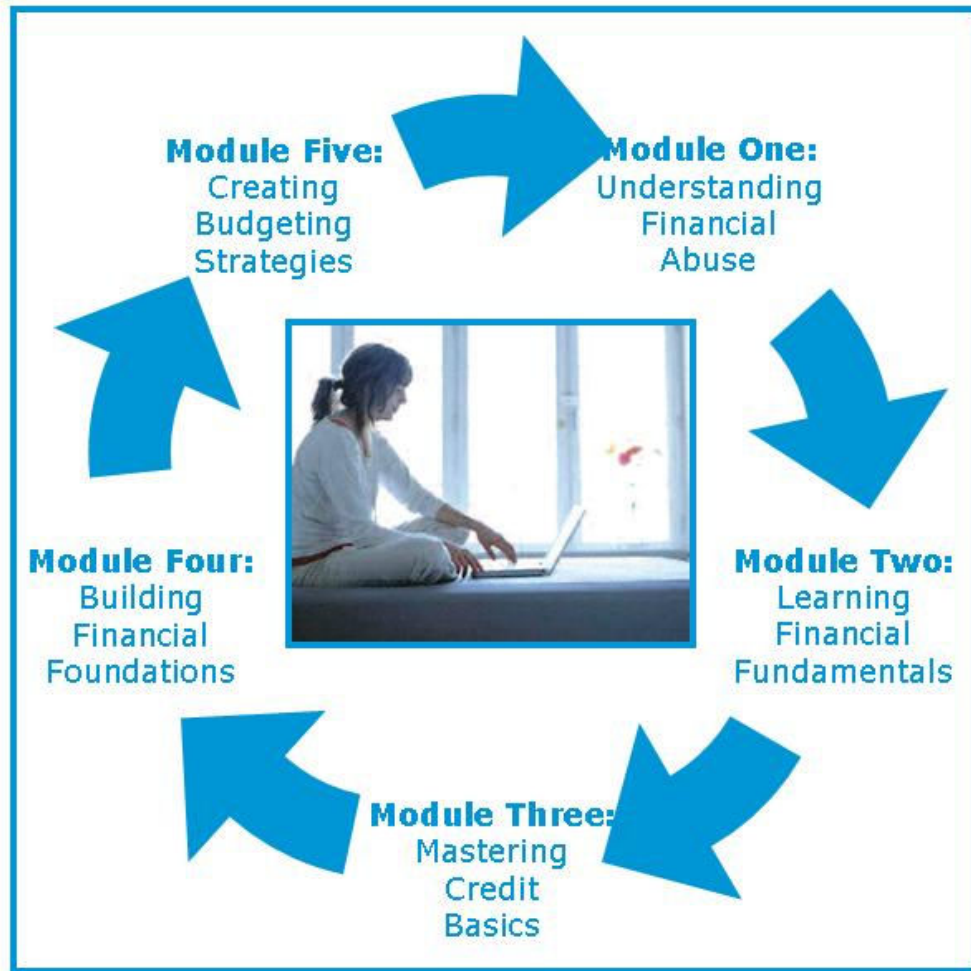 Module One:
Understanding
Financial
Abuse
Module Two:
Learning
Financial
Fundamentals
Module Three:
Mastering
Credit
Basics
Module Four:
Building
Financial
Foundations
Module Five:
Creating
Budgeting
Strategies